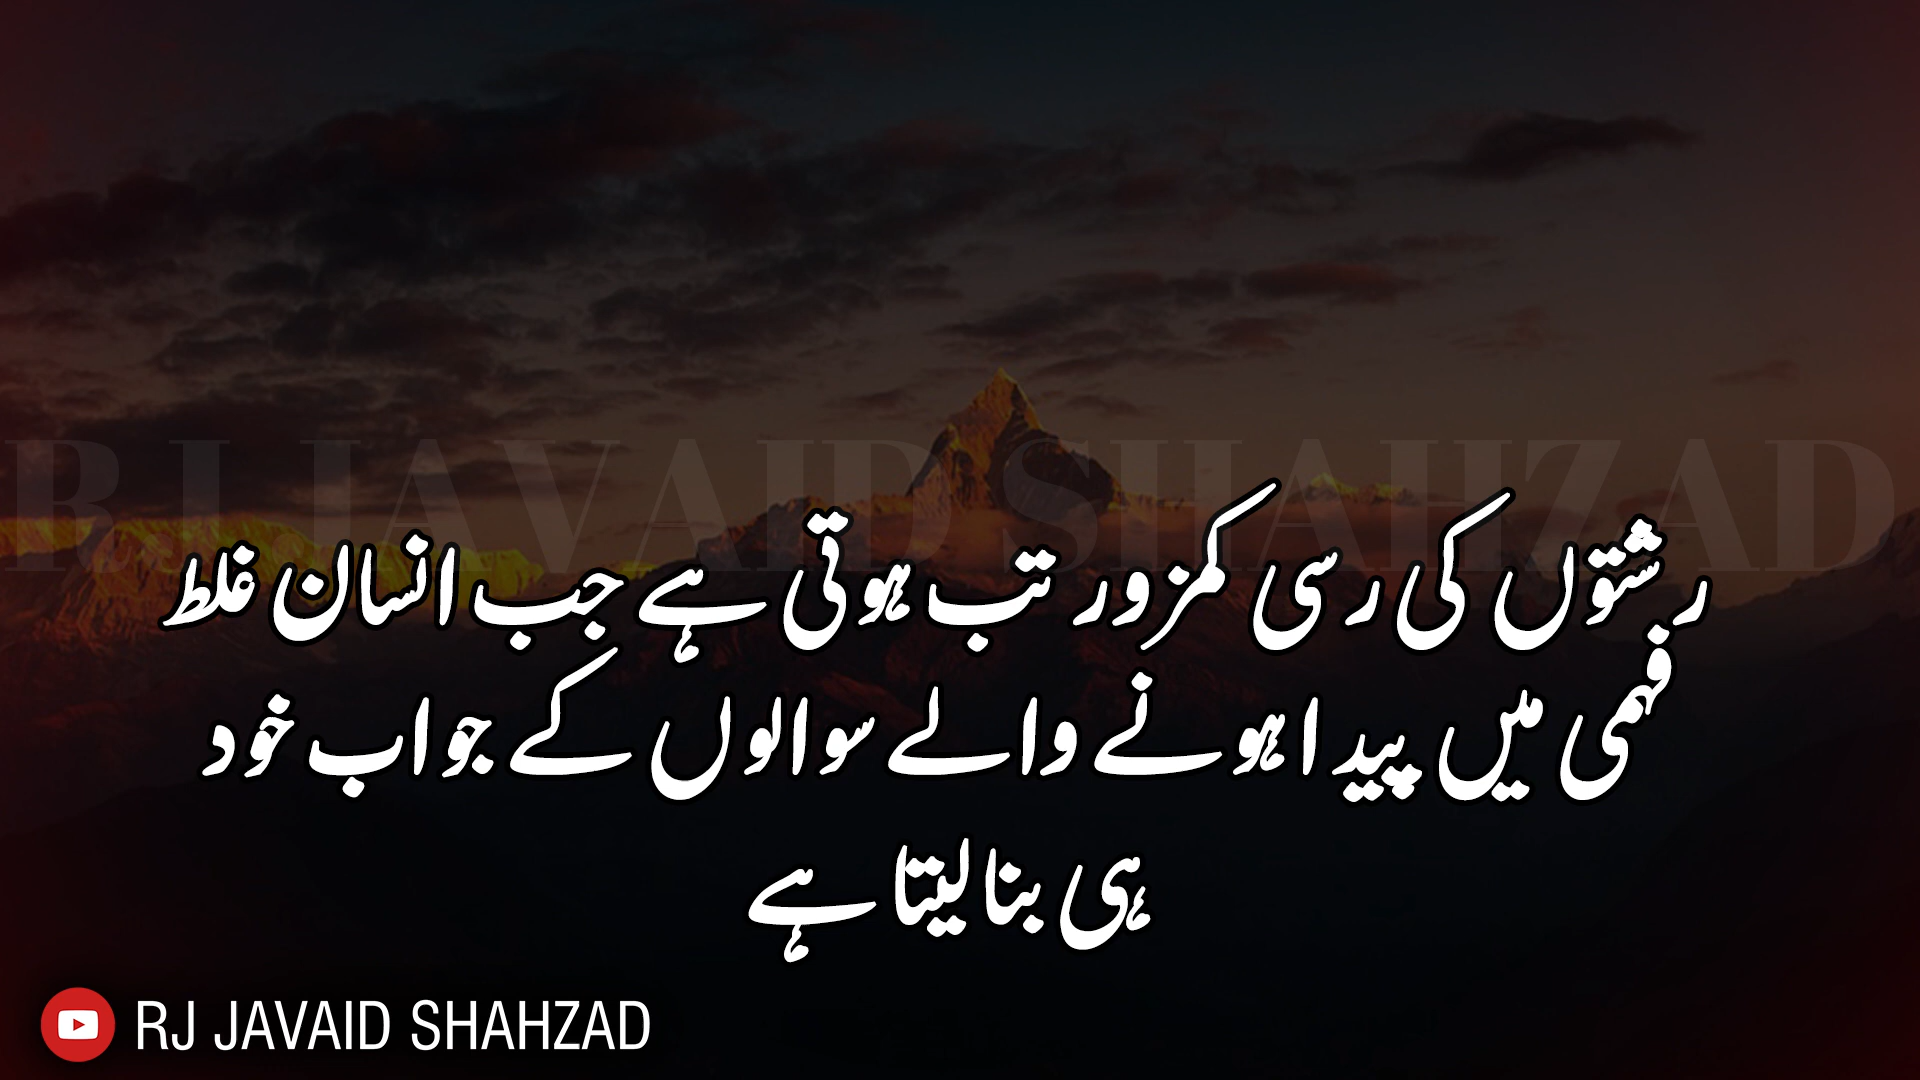 RJ JAVAID SHAHZAD
رشتوں کی رسی کمزور تب ہوتی ہے جب انسان غلط
فہمی میں پیدا ہونے والے سوالوں کے جواب خود
ہی بنا لیتا ہے
RJ JAVAID SHAHZAD